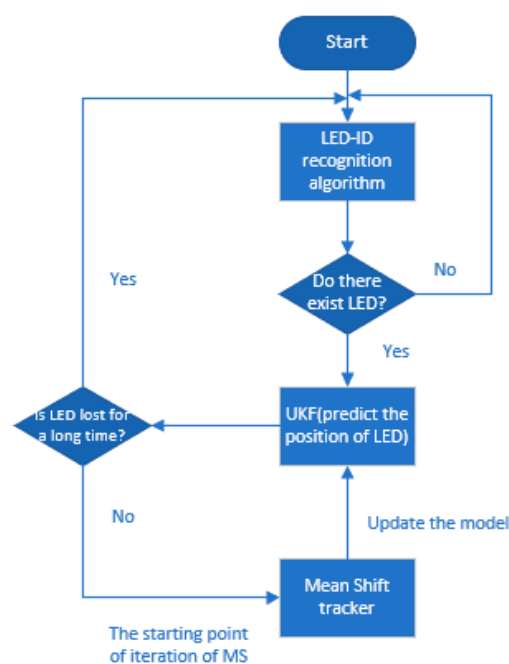 Start
LED-ID
recognition
algorithm
Do there
exist LED?
No
Yes
Yes
Is LED lost for
a long time?
UKF(predict the
position of LED)
No
Update the model
Mean Shift
tracker
The starting point
of iteration of MS